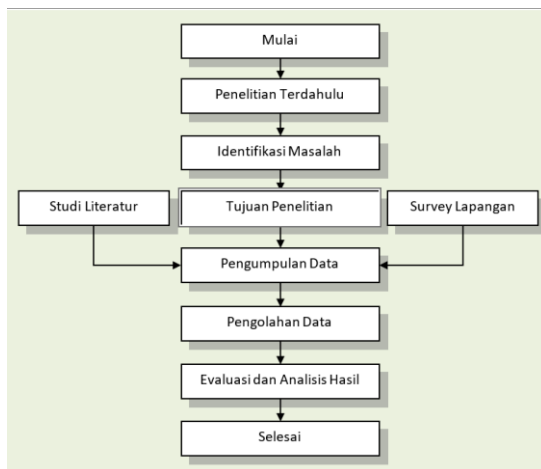 Mulai
Penelitian Terdahulu
Identifikasi Masalah
Studi Literatur
Tujuan Penelitian
Survey Lapangan
Pengumpulan Data
Pengolahan Data
Evaluasi dan Analisis Hasil
Selesai